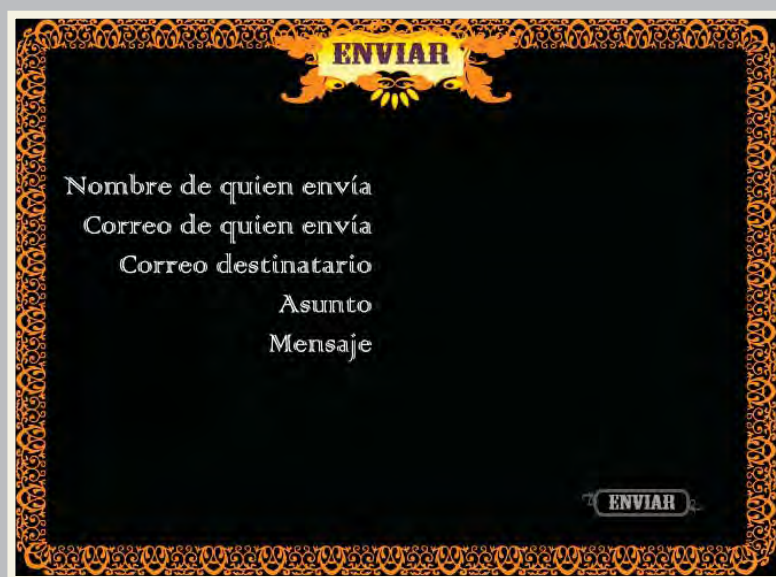 ENVIAR
Nombre de quien envía
Correo de quien envía
Correo destinatario
Asunto
Mensaje
ENVIAR